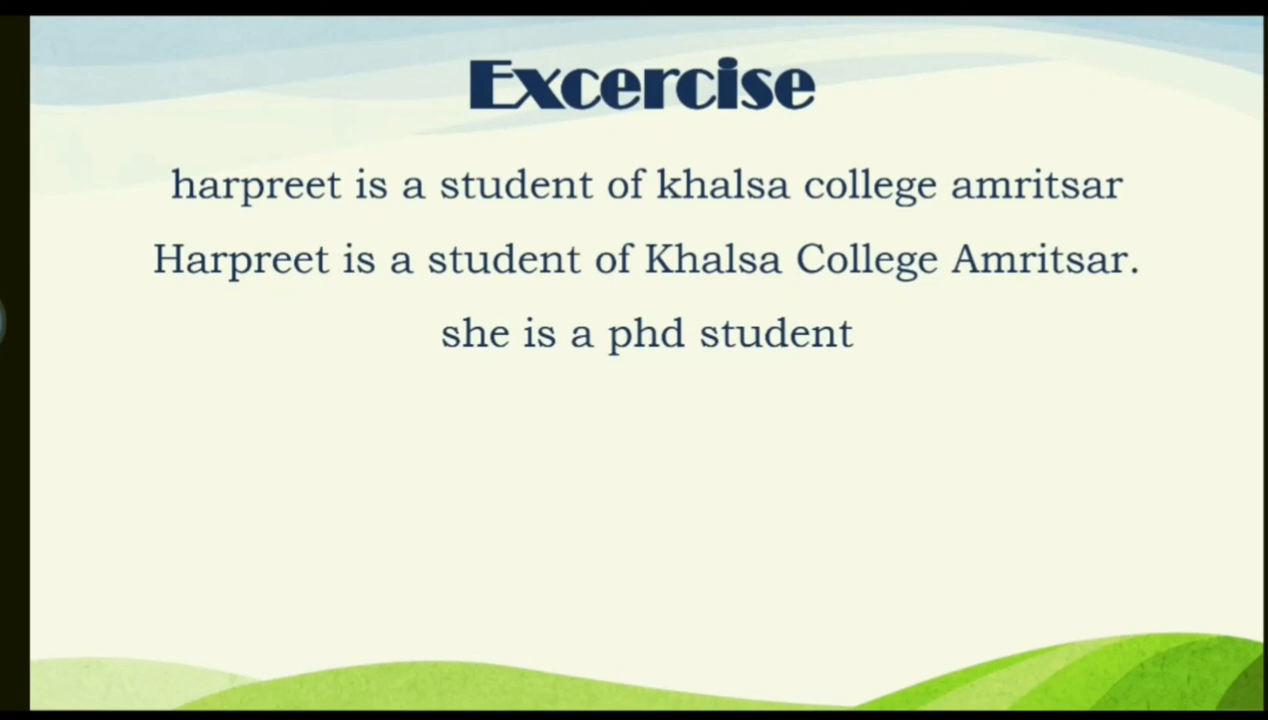 Excercise
harpreet is a student of khalsa college amritsar
Harpreet is a student of Khalsa College Amritsar.
she is a phd student